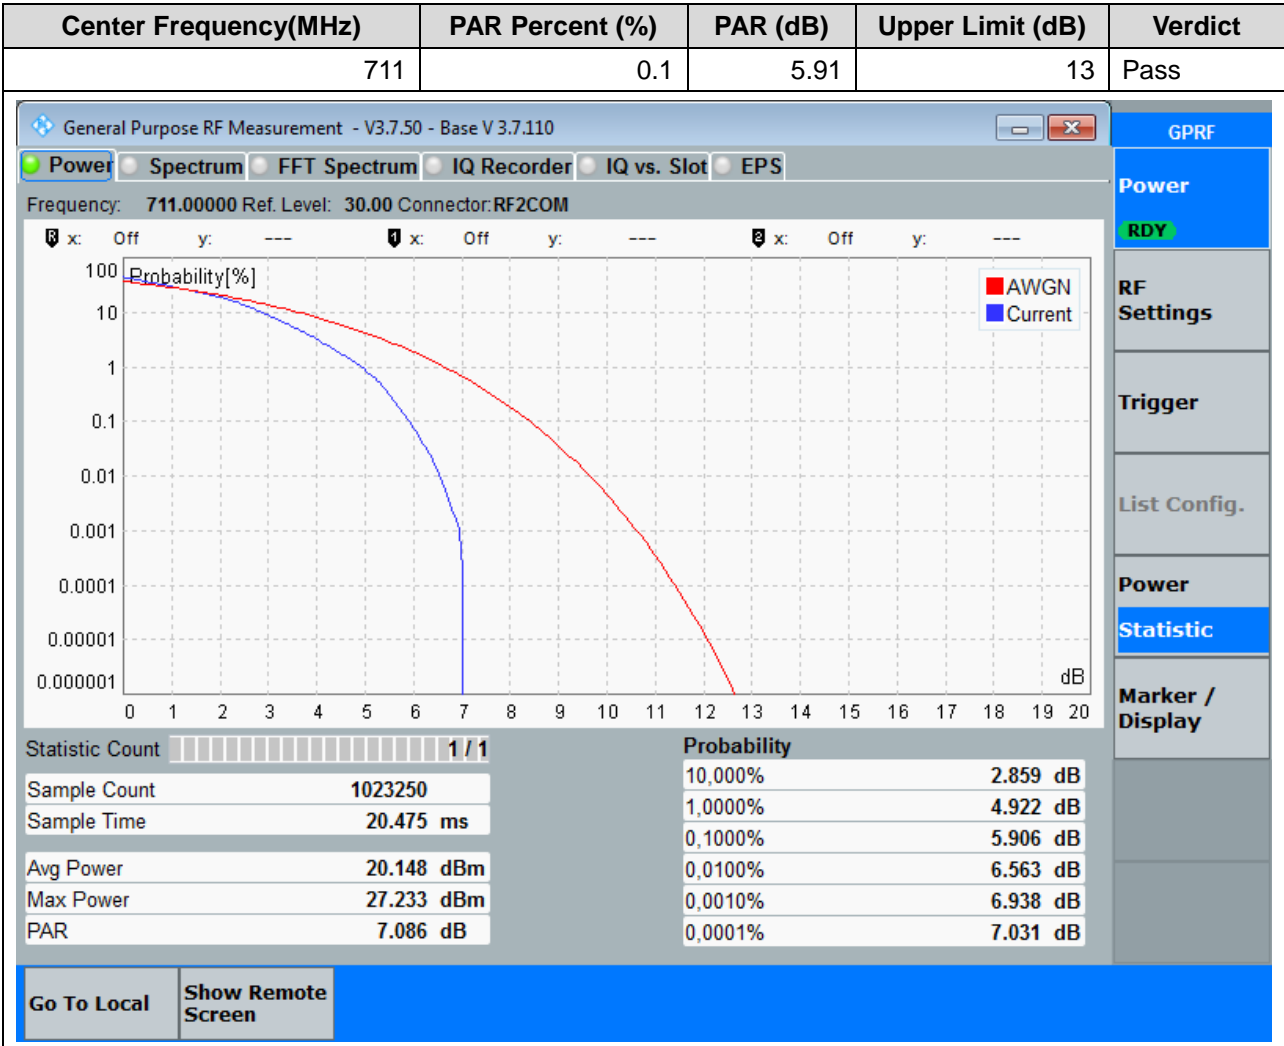 Center Frequency(MHz) PAR Percent (%) PAR (dB) Upper Limit (dB) Verdict
711 0.1 5.91 13 Pass
General Purpose RF Measurement - V3.7.50 - Base V 3.7.110
GPRF
Power Spectrum FFT Spectrum IQ Recorder IQ vs. Slot EPS
Frequency: 711.00000 Ref. Level: 30.00 Connector: RF2COM
R x: Off y: --- 1 x: Off y: --- 2 x: Off y: ---
Probability[%]
AWGN
Current
100
10
1
0.1
0.01
0.001
0.0001
0.00001
0.000001
dB
0 1 2 3 4 5 6 7 8 9 10 11 12 13 14 15 16 17 18 19 20
Statistic Count 1 / 1
Sample Count 1023250
Sample Time 20.475 ms
Avg Power 20.148 dBm
Max Power 27.233 dBm
PAR 7.086 dB
Probability
10,000% 2.859 dB
1,0000% 4.922 dB
0,1000% 5.906 dB
0,0100% 6.563 dB
0,0010% 6.938 dB
0,0001% 7.031 dB
Power
RDY
RF
Settings
Trigger
List Config.
Power
Statistic
Marker /
Display
Go To Local
Show Remote
Screen